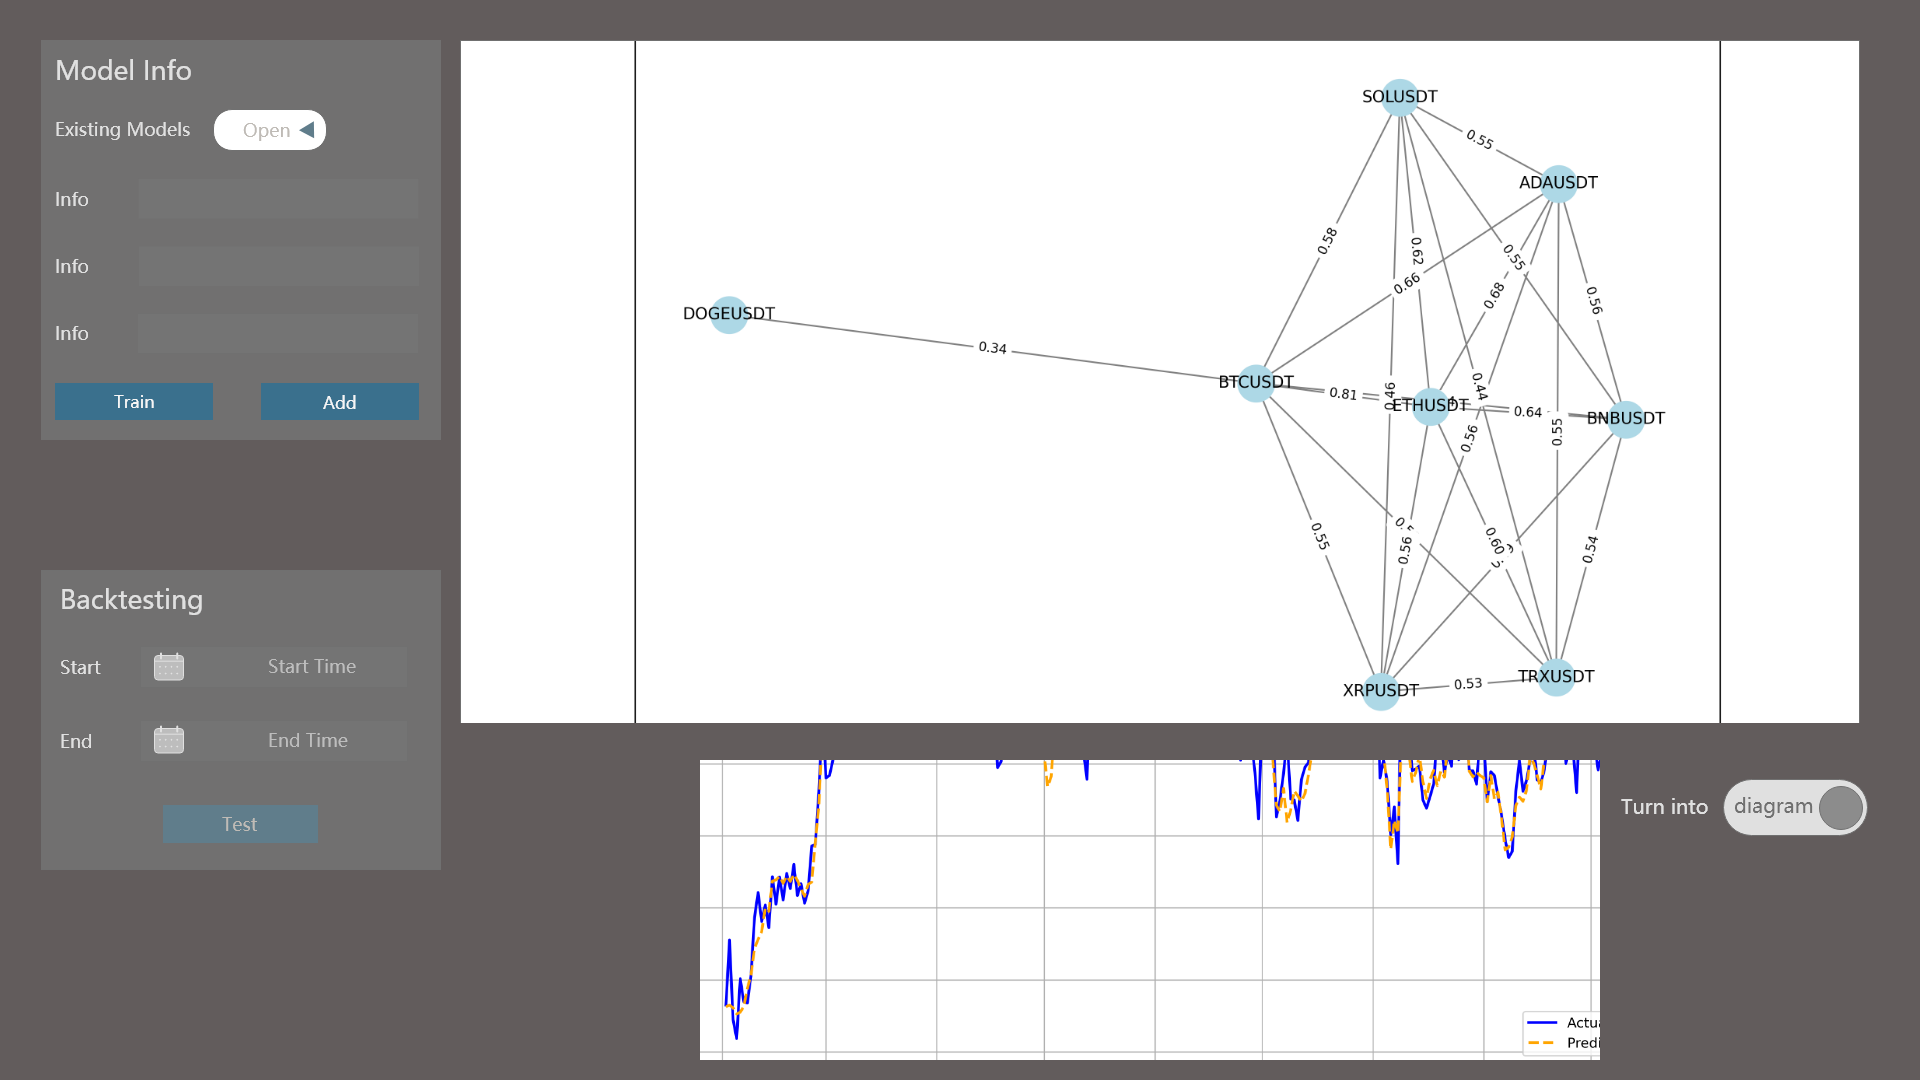 Model Info
Existing Models
Open
Info
Info
Info
Train
Add
Backtesting
Start
Start Time
End
End Time
Test
SOLUSDT
0.55
ADAUSDT
0.58
0.62
0.55
0.66
0.68
0.56
DOGEUSDT
0.34
BTCUSDT
0.81
0.46
ETHUSDT
0.44
0.64
BNBUSDT
0.56
0.55
0.55
0.56
0.60
0.54
XRPUSDT
0.53
TRXUSDT
Turn into
diagram
Actu
Predi